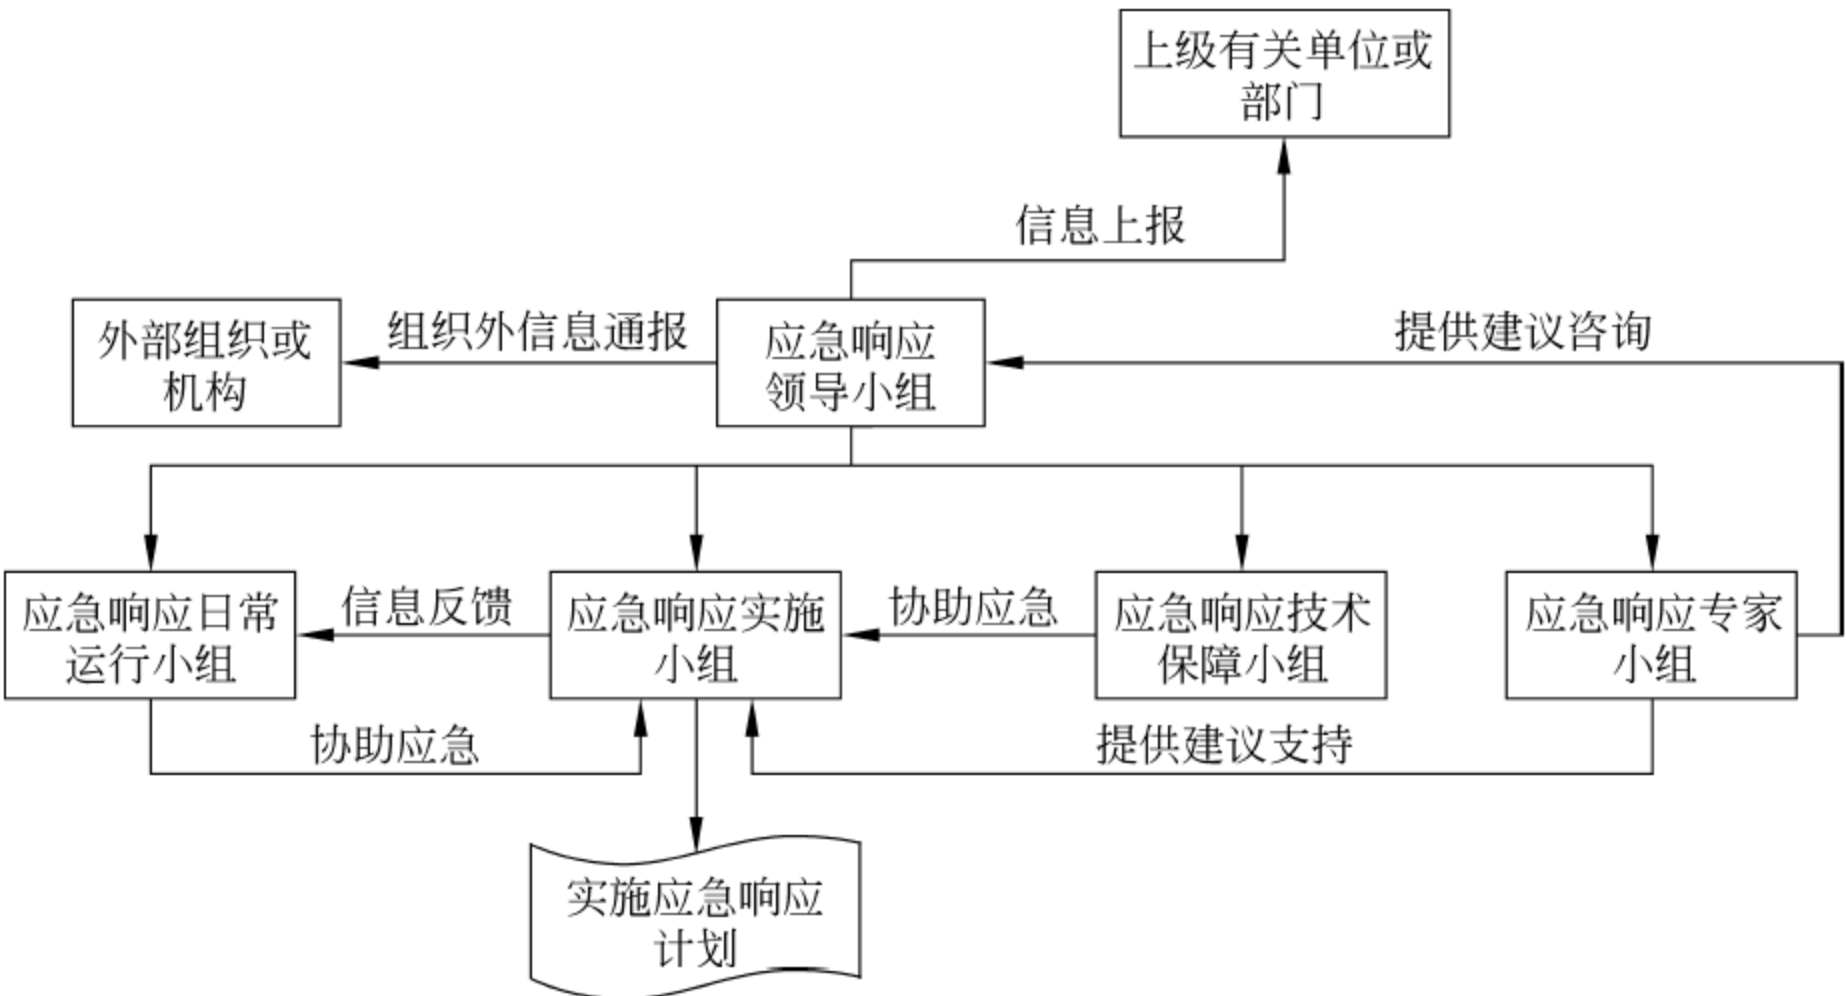 上级有关单位或
部门
信息上报
外部组织或
机构
组织外信息通报
应急响应
领导小组
提供建议咨询
应急响应日常
运行小组
信息反馈
应急响应实施
小组
协助应急
应急响应技术
保障小组
应急响应专家
小组
协助应急
提供建议支持
实施应急响应
计划